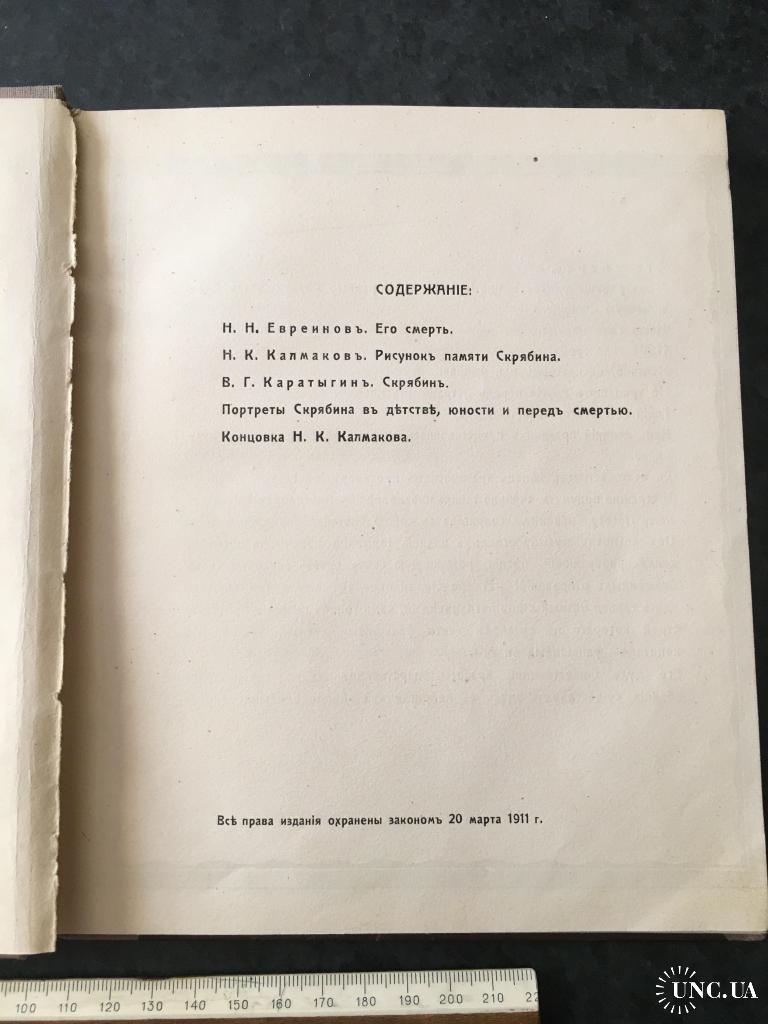 СОДЕРЖАНІЕ:
Н. Н. Евреиновъ. Его смерть.
Н. К. Калмаковъ. Рисунокъ памяти Скрябина.
В. Г. Каратыгинъ. Скрябинъ.
Портреты Скрябина въ дѣтствѣ, юности и передъ смертью.
Концовка Н. К. Калмакова.
Всѣ права изданія охранены закономъ 20 марта 1911 г.
100 110 120 130 140 150 160 170 180 190 200 210
UNC.UA